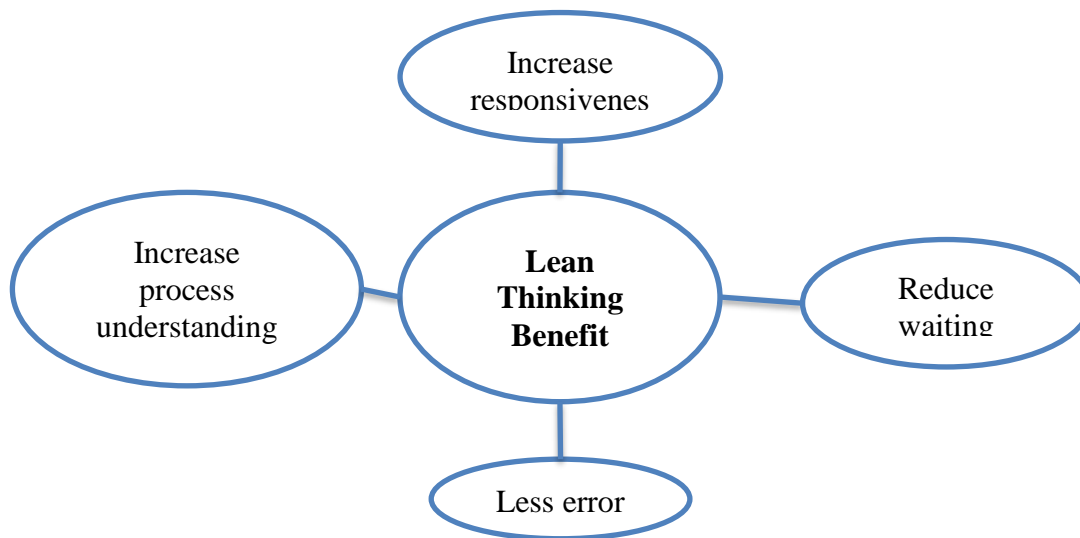 Increase
responsivenes
Increase
process
understanding
Lean
Thinking
Benefit
Reduce
waiting
Less error